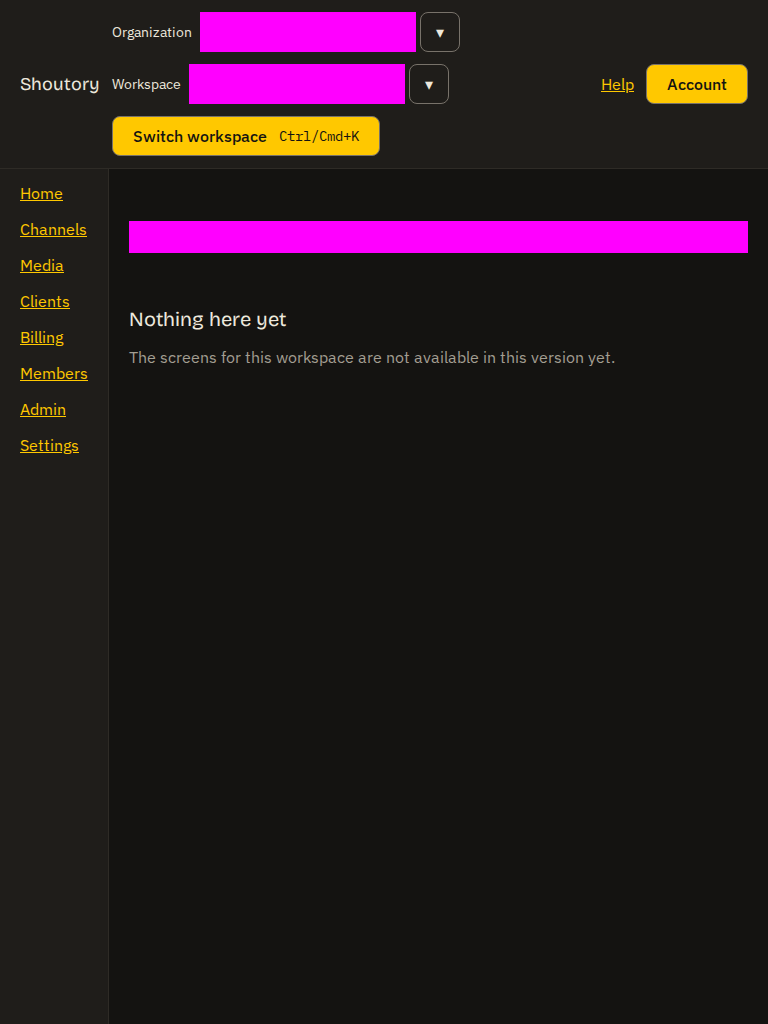 Organization ▼
Shoutory Workspace ▼ Help Account
Switch workspace Ctrl/Cmd+K
Home
Channels
Media
Clients
Billing
Members
Admin
Settings
Nothing here yet
The screens for this workspace are not available in this version yet.